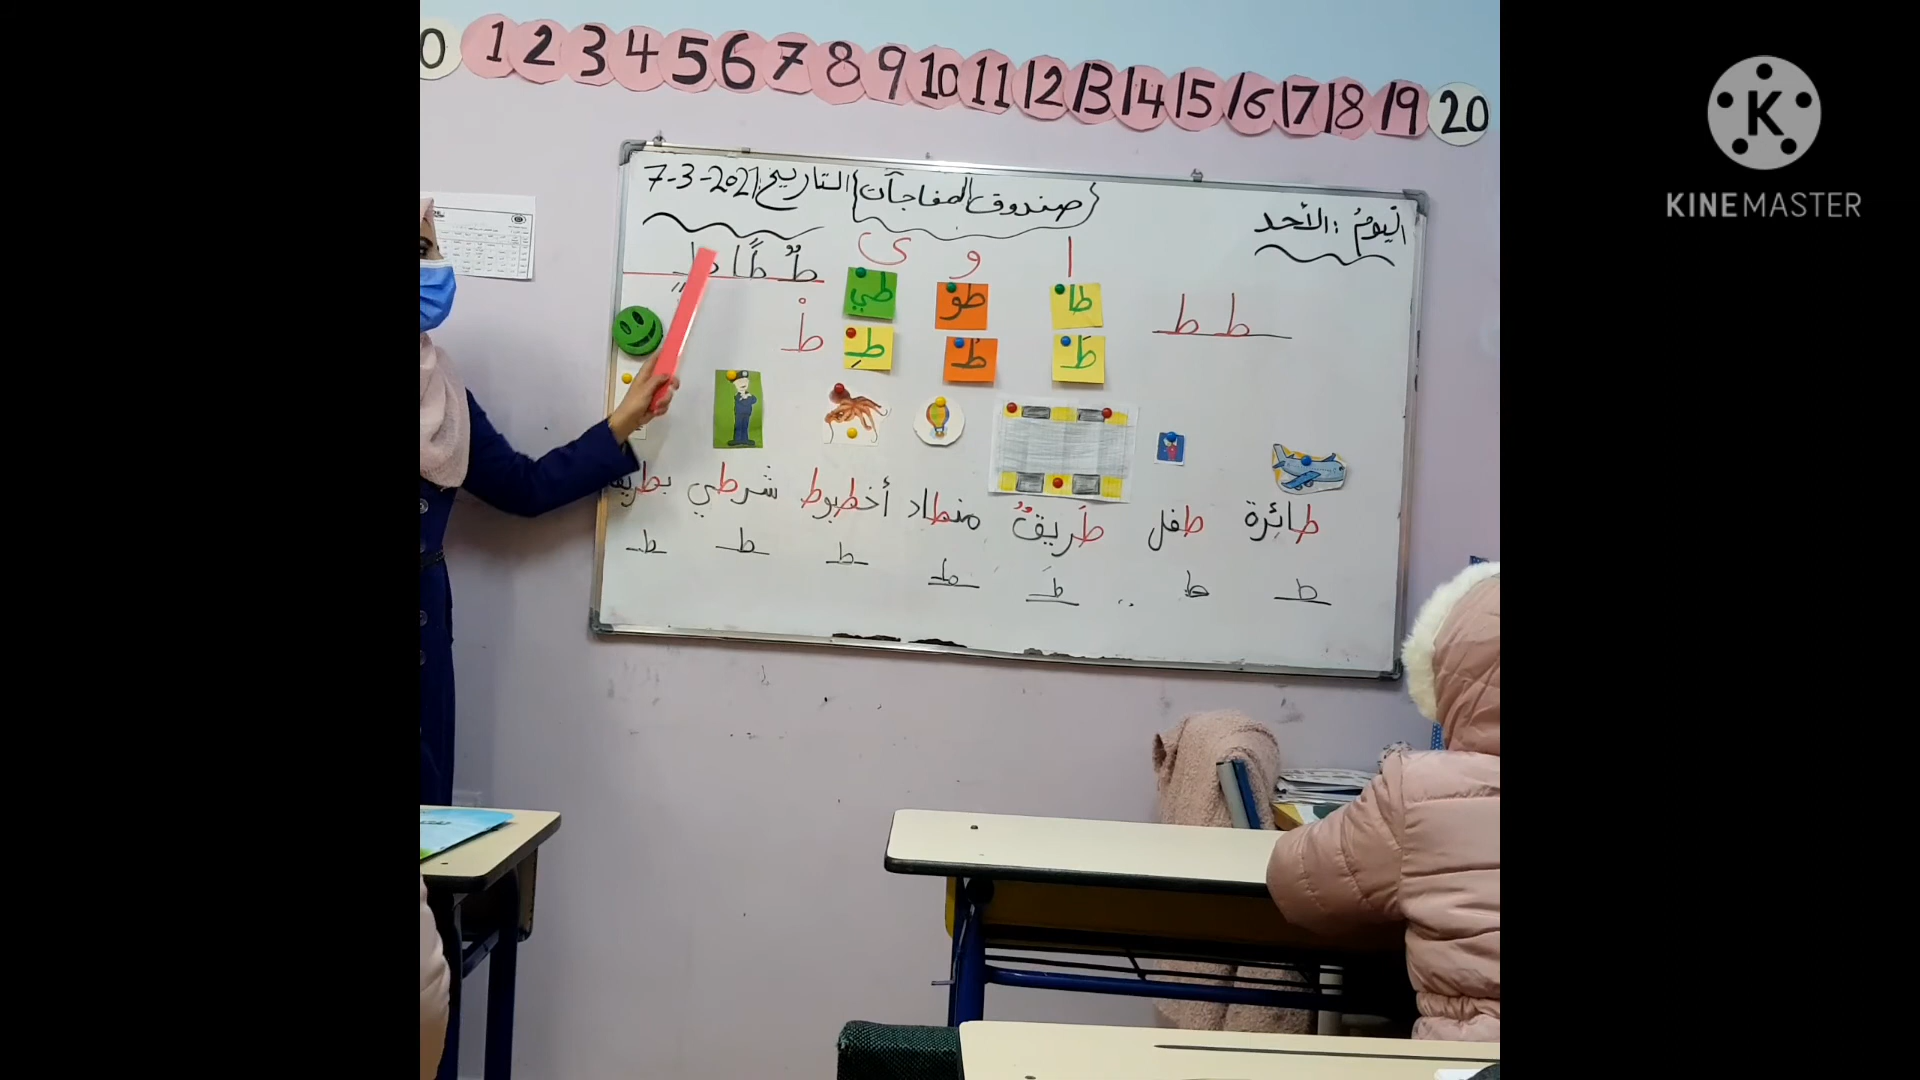 0 1 2 3 4 5 6 7 8 9 10 11 12 13 14 15 16 17 18 19 20
KINEMASTER
اليومُ : الأحد
صندوق المفاجآت
التاريخ 2021-3-7
ا و ى
طٌ طًا
ط ط
طا طو طي
طَ طُ طِ
طْ
طائِرة طفل طَريقٌ منطاد أخطبوط شرطي
ط ط طَ ط ط ط ط